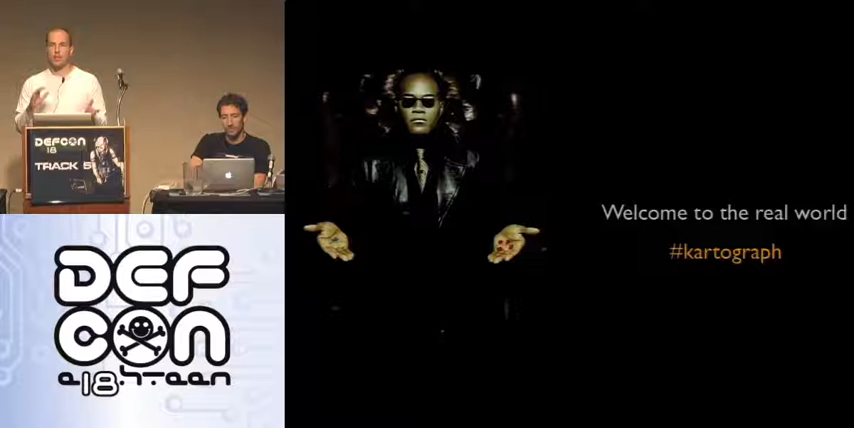 DEFCON
18
TRACK 5
DEF
CON
e18hteen
Welcome to the real world
#kartograph